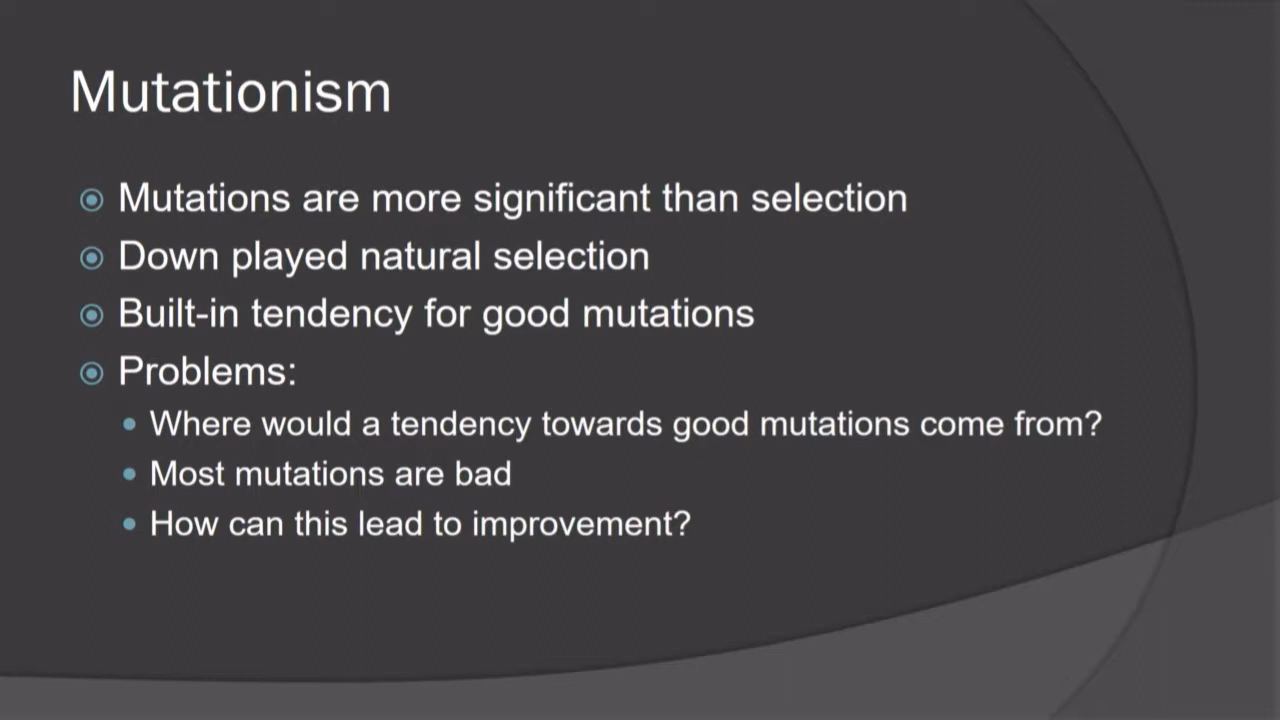 Mutationism
Mutations are more significant than selection
Down played natural selection
Built-in tendency for good mutations
Problems:
Where would a tendency towards good mutations come from?
Most mutations are bad
How can this lead to improvement?